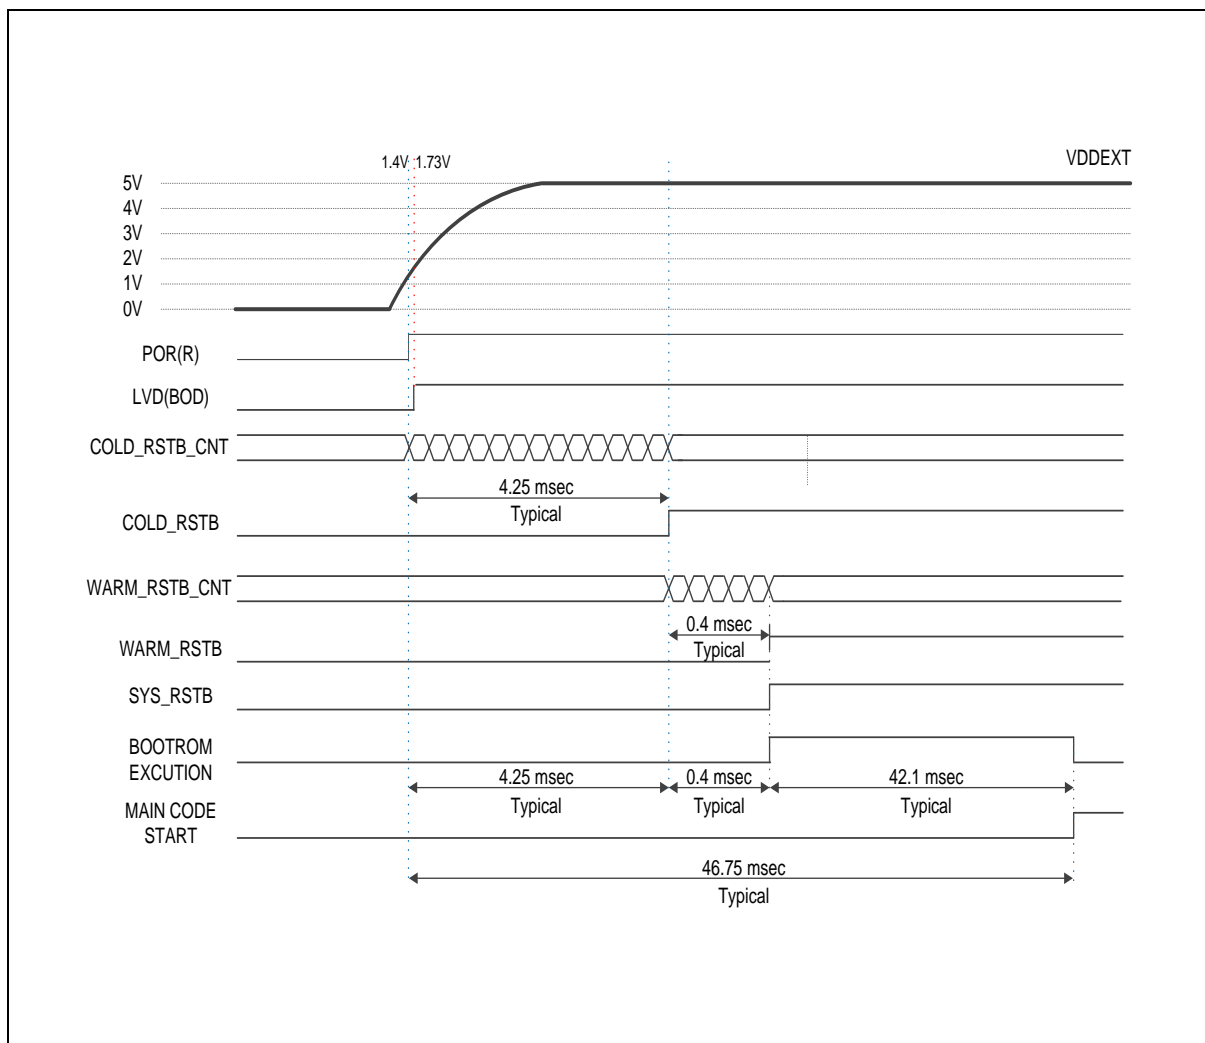 1.4V 1.73V
VDDEXT
5V
4V
3V
2V
1V
0V
POR(R)
LVD(BOD)
COLD_RSTB_CNT
4.25 msec
Typical
COLD_RSTB
WARM_RSTB_CNT
0.4 msec
Typical
WARM_RSTB
SYS_RSTB
BOOTROM
EXCUTION
4.25 msec
Typical
0.4 msec
Typical
42.1 msec
Typical
MAIN CODE
START
46.75 msec
Typical